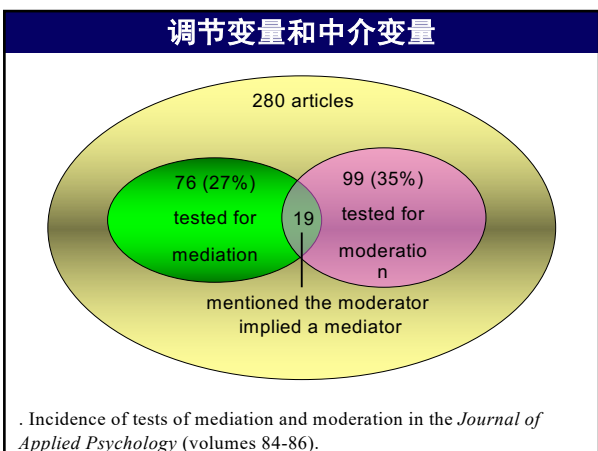 调节变量和中介变量
280 articles
76 (27%)
tested for
mediation
19
99 (35%)
tested for
moderatio
n
mentioned the moderator
implied a mediator
. Incidence of tests of mediation and moderation in the Journal of
Applied Psychology (volumes 84-86).